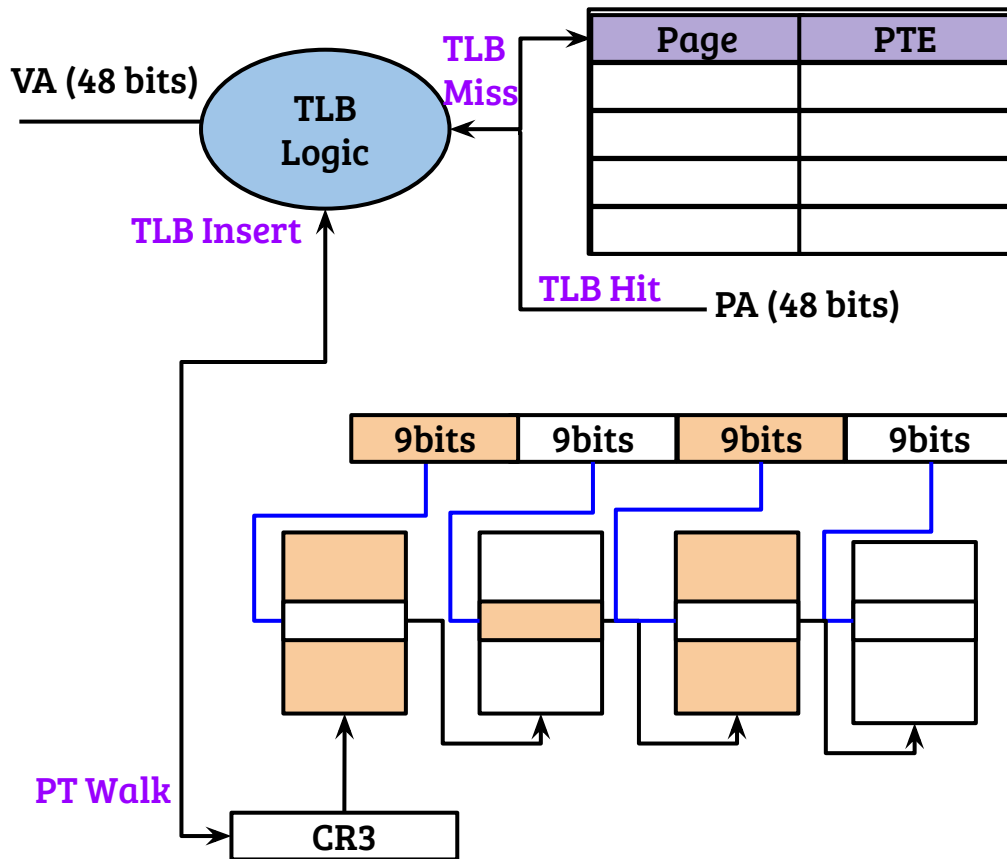 VA (48 bits)
TLB
Logic
TLB
Miss
Page
PTE
TLB Insert
TLB Hit
PA (48 bits)
9bits
9bits
9bits
9bits
PT Walk
CR3